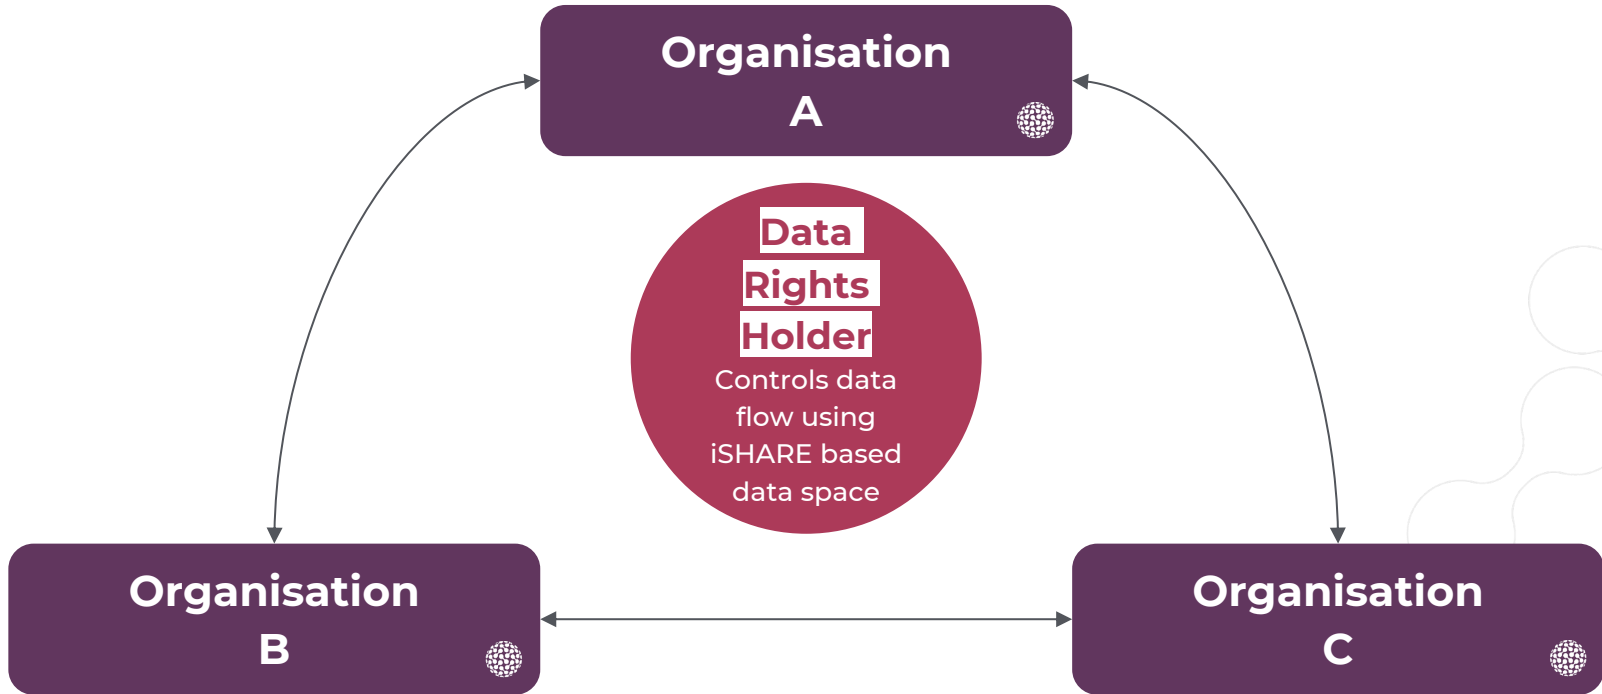 Organisation
A
Data
Rights
Holder
Controls data
flow using
iSHARE based
data space
Organisation
B
Organisation
C